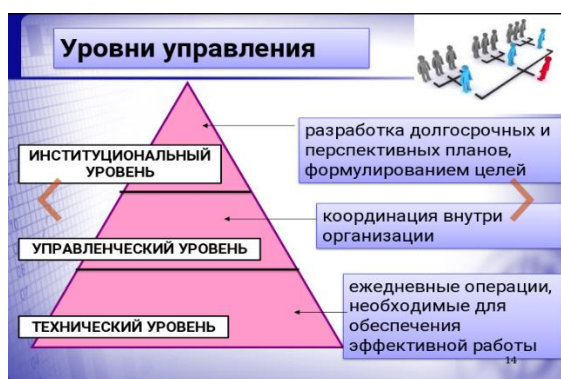 Уровни управления
ИНСТИТУЦИОНАЛЬНЫЙ
УРОВЕНЬ
разработка долгосрочных и
перспективных планов,
формулированием целей
УПРАВЛЕНЧЕСКИЙ УРОВЕНЬ
координация внутри
организации
ТЕХНИЧЕСКИЙ УРОВЕНЬ
ежедневные операции,
необходимые для
обеспечения
эффективной работы
14